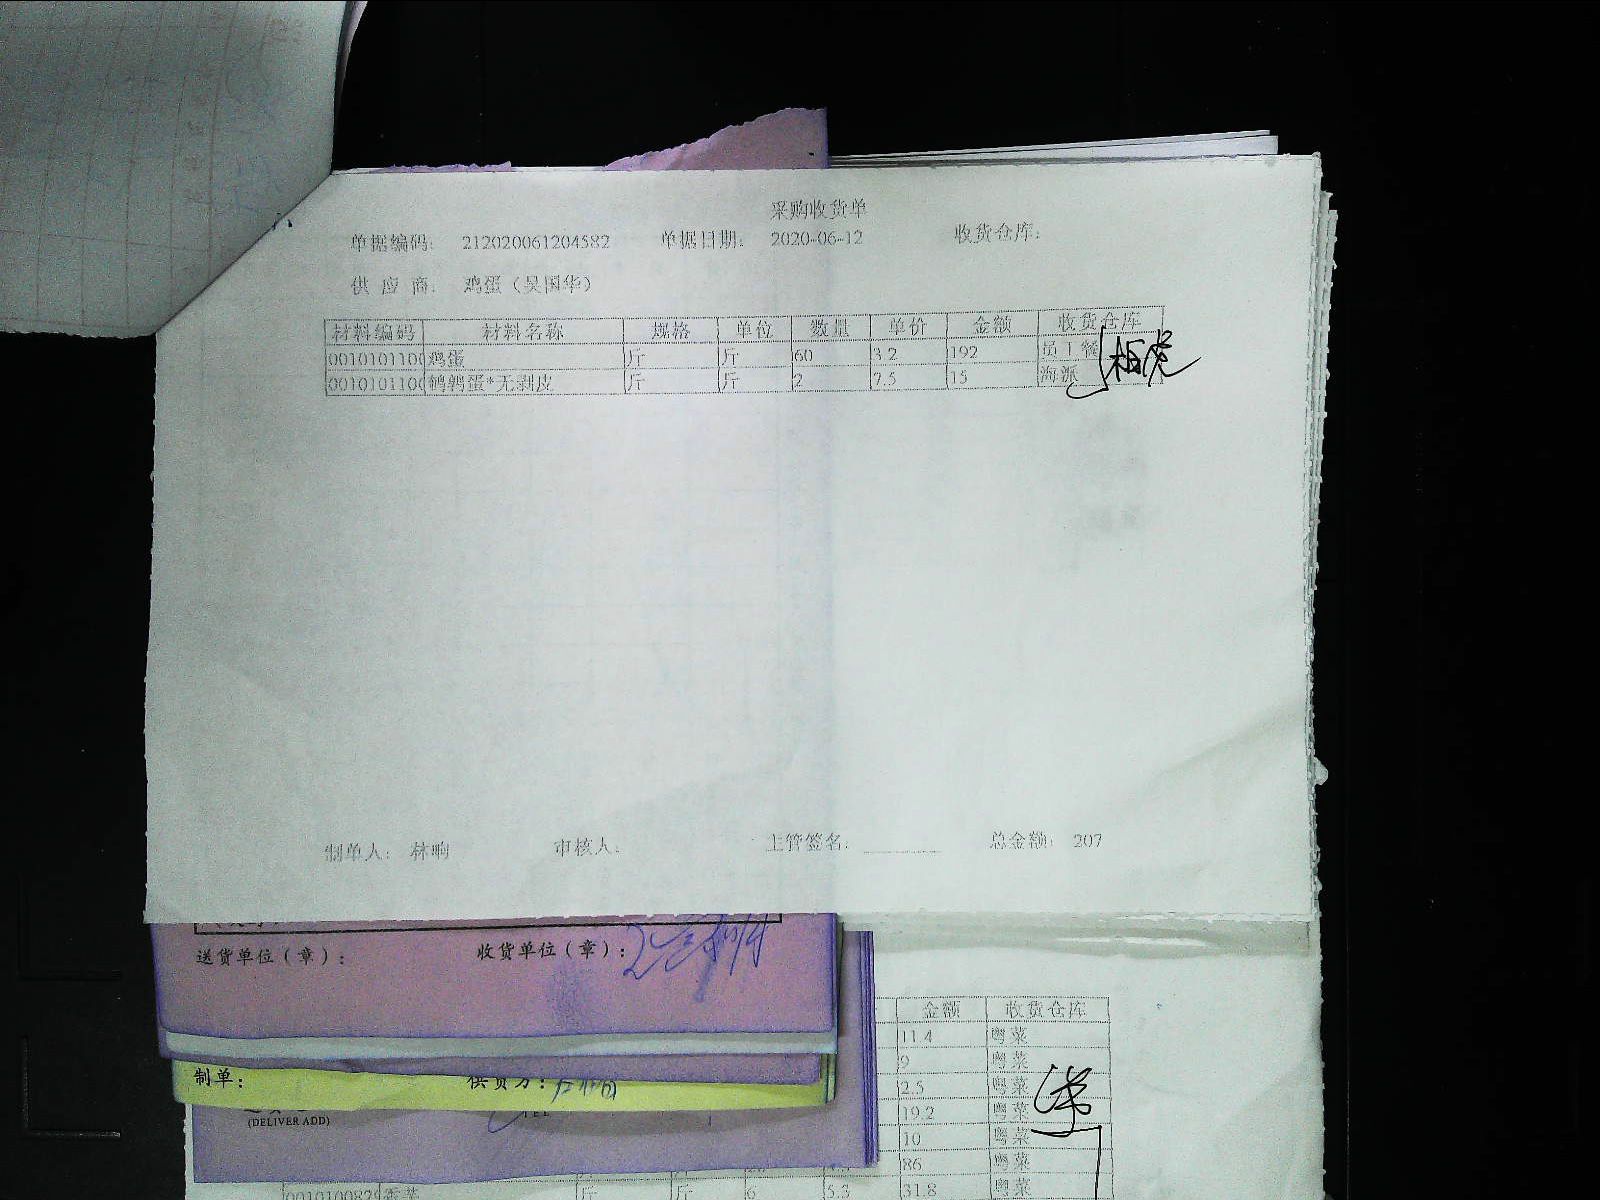 采购收货单
单据编码： 212020061204582 单据日期： 2020-06-12 收货仓库：
供 应 商： 鸡蛋（吴国华）
材料编码 材料名称 规格 单位 数量 单价 金额 收货仓库
0010101100 鸡蛋 斤 斤 60 3.2 192 员工餐
0010101100 鹌鹑蛋*无剥皮 斤 斤 2 7.5 15 海派
制单人： 林晌 审核人： 主管签名： 总金额： 207
送货单位（章）： 收货单位（章）：
金额 收货仓库
11.4 粤菜
9 粤菜
制单： 供货方：
2.5 粤菜
19.2 粤菜
(DELIVER ADD) TEL
10 粤菜
86 粤菜
6 5.3 31.8 粤菜